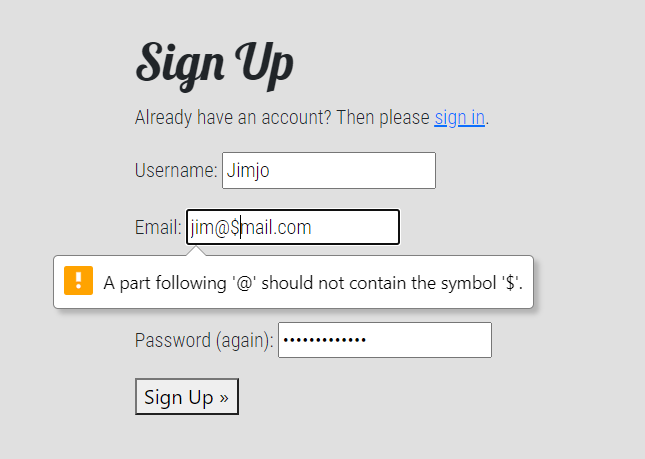 Sign Up
Already have an account? Then please sign in.
Username: Jimjo
Email: jim@$mail.com
! A part following '@' should not contain the symbol '$'.
Password (again): •••••••••••••
Sign Up »